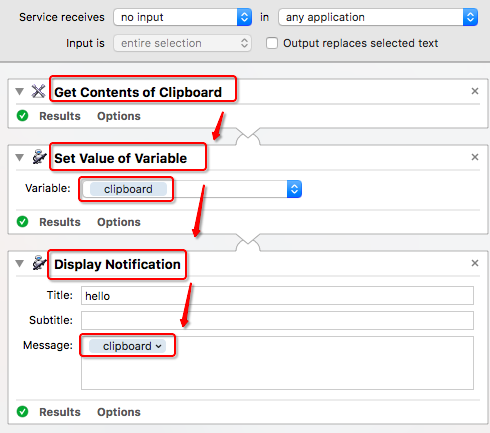 Service receives no input in any application
Input is entire selection Output replaces selected text
Get Contents of Clipboard
Results Options
Set Value of Variable
Variable: clipboard
Results Options
Display Notification
Title: hello
Subtitle:
Message: clipboard
Results Options